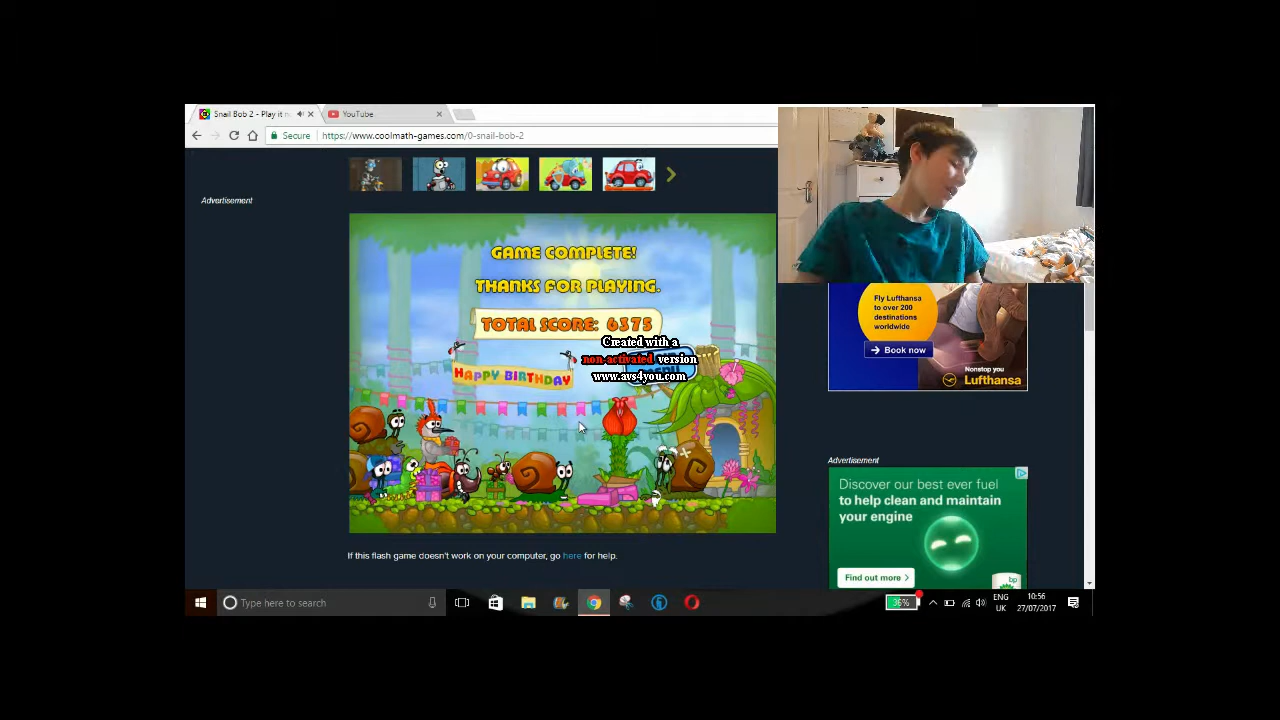 Snail Bob 2 - Play it n
YouTube
Secure
https://www.coolmath-games.com/0-snail-bob-2
Advertisement
GAME COMPLETE!
THANKS FOR PLAYING.
TOTAL SCORE: 6375
Created with a
non-activated version
www.avs4you.com
HAPPY BIRTHDAY
If this flash game doesn't work on your computer, go here for help.
Fly Lufthansa
to over 200
destinations
worldwide
Book now
Nonstop you
Lufthansa
Advertisement
Discover our best ever fuel
to help clean and maintain
your engine
Find out more
bp
Type here to search
36%
ENG
UK
10:56
27/07/2017